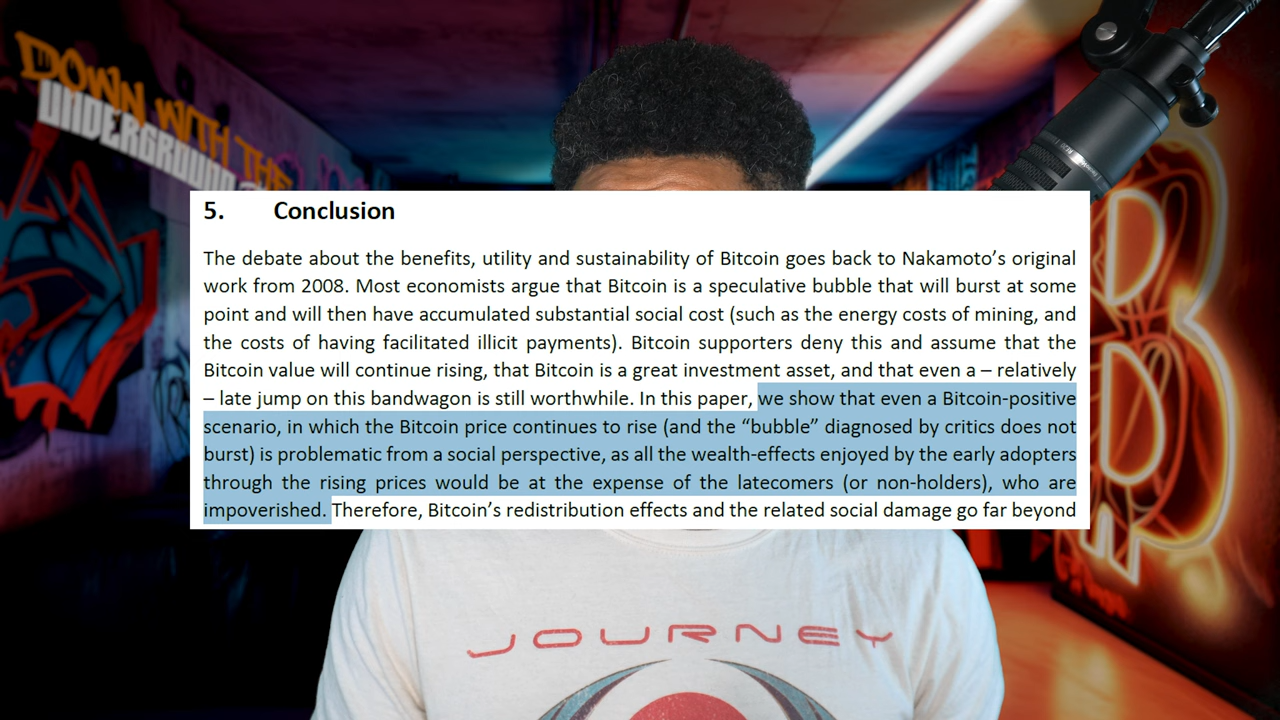 DOWN WITH THE
UNDERGROUND
5. Conclusion
The debate about the benefits, utility and sustainability of Bitcoin goes back to Nakamoto’s original
work from 2008. Most economists argue that Bitcoin is a speculative bubble that will burst at some
point and will then have accumulated substantial social cost (such as the energy costs of mining, and
the costs of having facilitated illicit payments). Bitcoin supporters deny this and assume that the
Bitcoin value will continue rising, that Bitcoin is a great investment asset, and that even a – relatively
– late jump on this bandwagon is still worthwhile. In this paper, we show that even a Bitcoin-positive
scenario, in which the Bitcoin price continues to rise (and the “bubble” diagnosed by critics does not
burst) is problematic from a social perspective, as all the wealth-effects enjoyed by the early adopters
through the rising prices would be at the expense of the latecomers (or non-holders), who are
impoverished. Therefore, Bitcoin’s redistribution effects and the related social damage go far beyond
JOURNEY